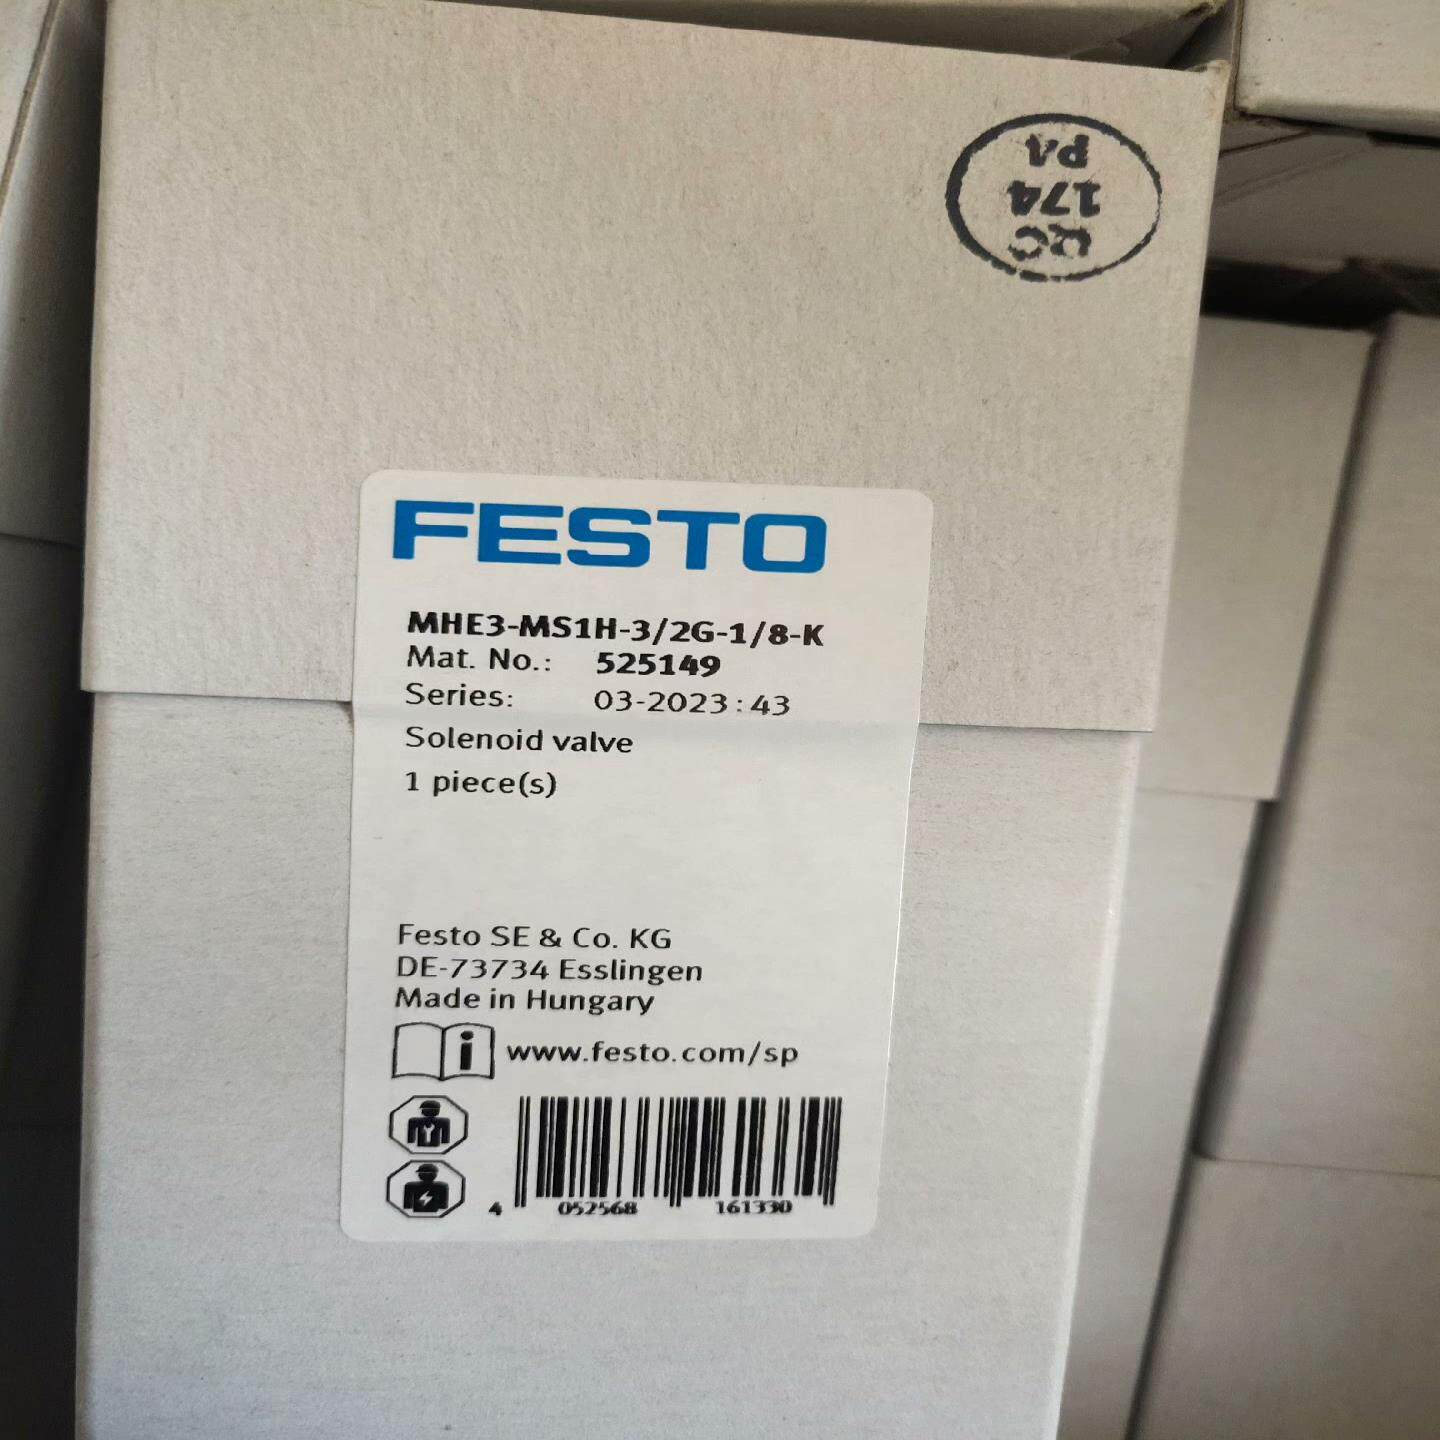 QC
174
PA
FESTO
MHE3-MS1H-3/2G-1/8-K
Mat. No.: 525149
Series: 03-2023:43
Solenoid valve
1 piece(s)
Festo SE & Co. KG
DE-73734 Esslingen
Made in Hungary
i www.festo.com/sp
4 052568 161330